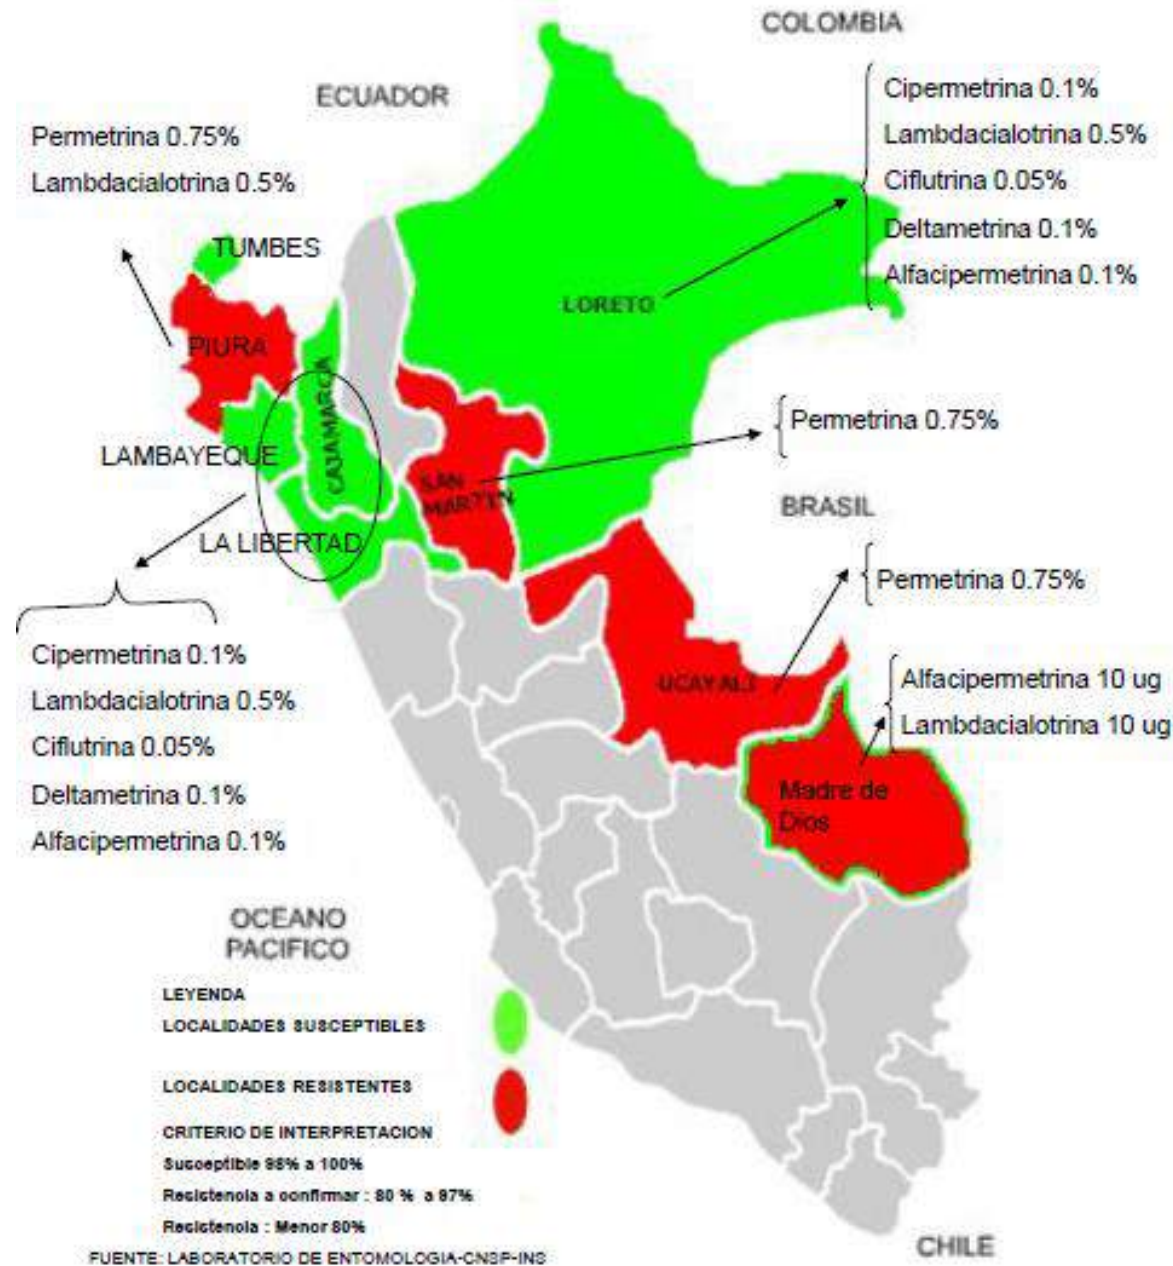 COLOMBIA
ECUADOR
Cipermetrina 0.1%
Lambdacialotrina 0.5%
Ciflutrina 0.05%
Deltametrina 0.1%
Alfacipermetrina 0.1%
Permetrina 0.75%
Lambdacialotrina 0.5%
TUMBES
LORETO
PIURA
CAJAMARCA
Permetrina 0.75%
LAMBAYEQUE
SAN
MARTIN
BRASIL
LA LIBERTAD
Permetrina 0.75%
Cipermetrina 0.1%
Lambdacialotrina 0.5%
Ciflutrina 0.05%
Deltametrina 0.1%
Alfacipermetrina 0.1%
UCAYALI
Alfacipermetrina 10 ug
Lambdacialotrina 10 ug
Madre de
Dios
OCEANO
PACIFICO
LEYENDA
LOCALIDADES SUSCEPTIBLES
LOCALIDADES RESISTENTES
CRITERIO DE INTERPRETACION
Susceptible 98% a 100%
Resistencia a confirmar : 80 % a 97%
Resistencia : Menor 80%
FUENTE: LABORATORIO DE ENTOMOLOGIA-CNSP-INS
CHILE